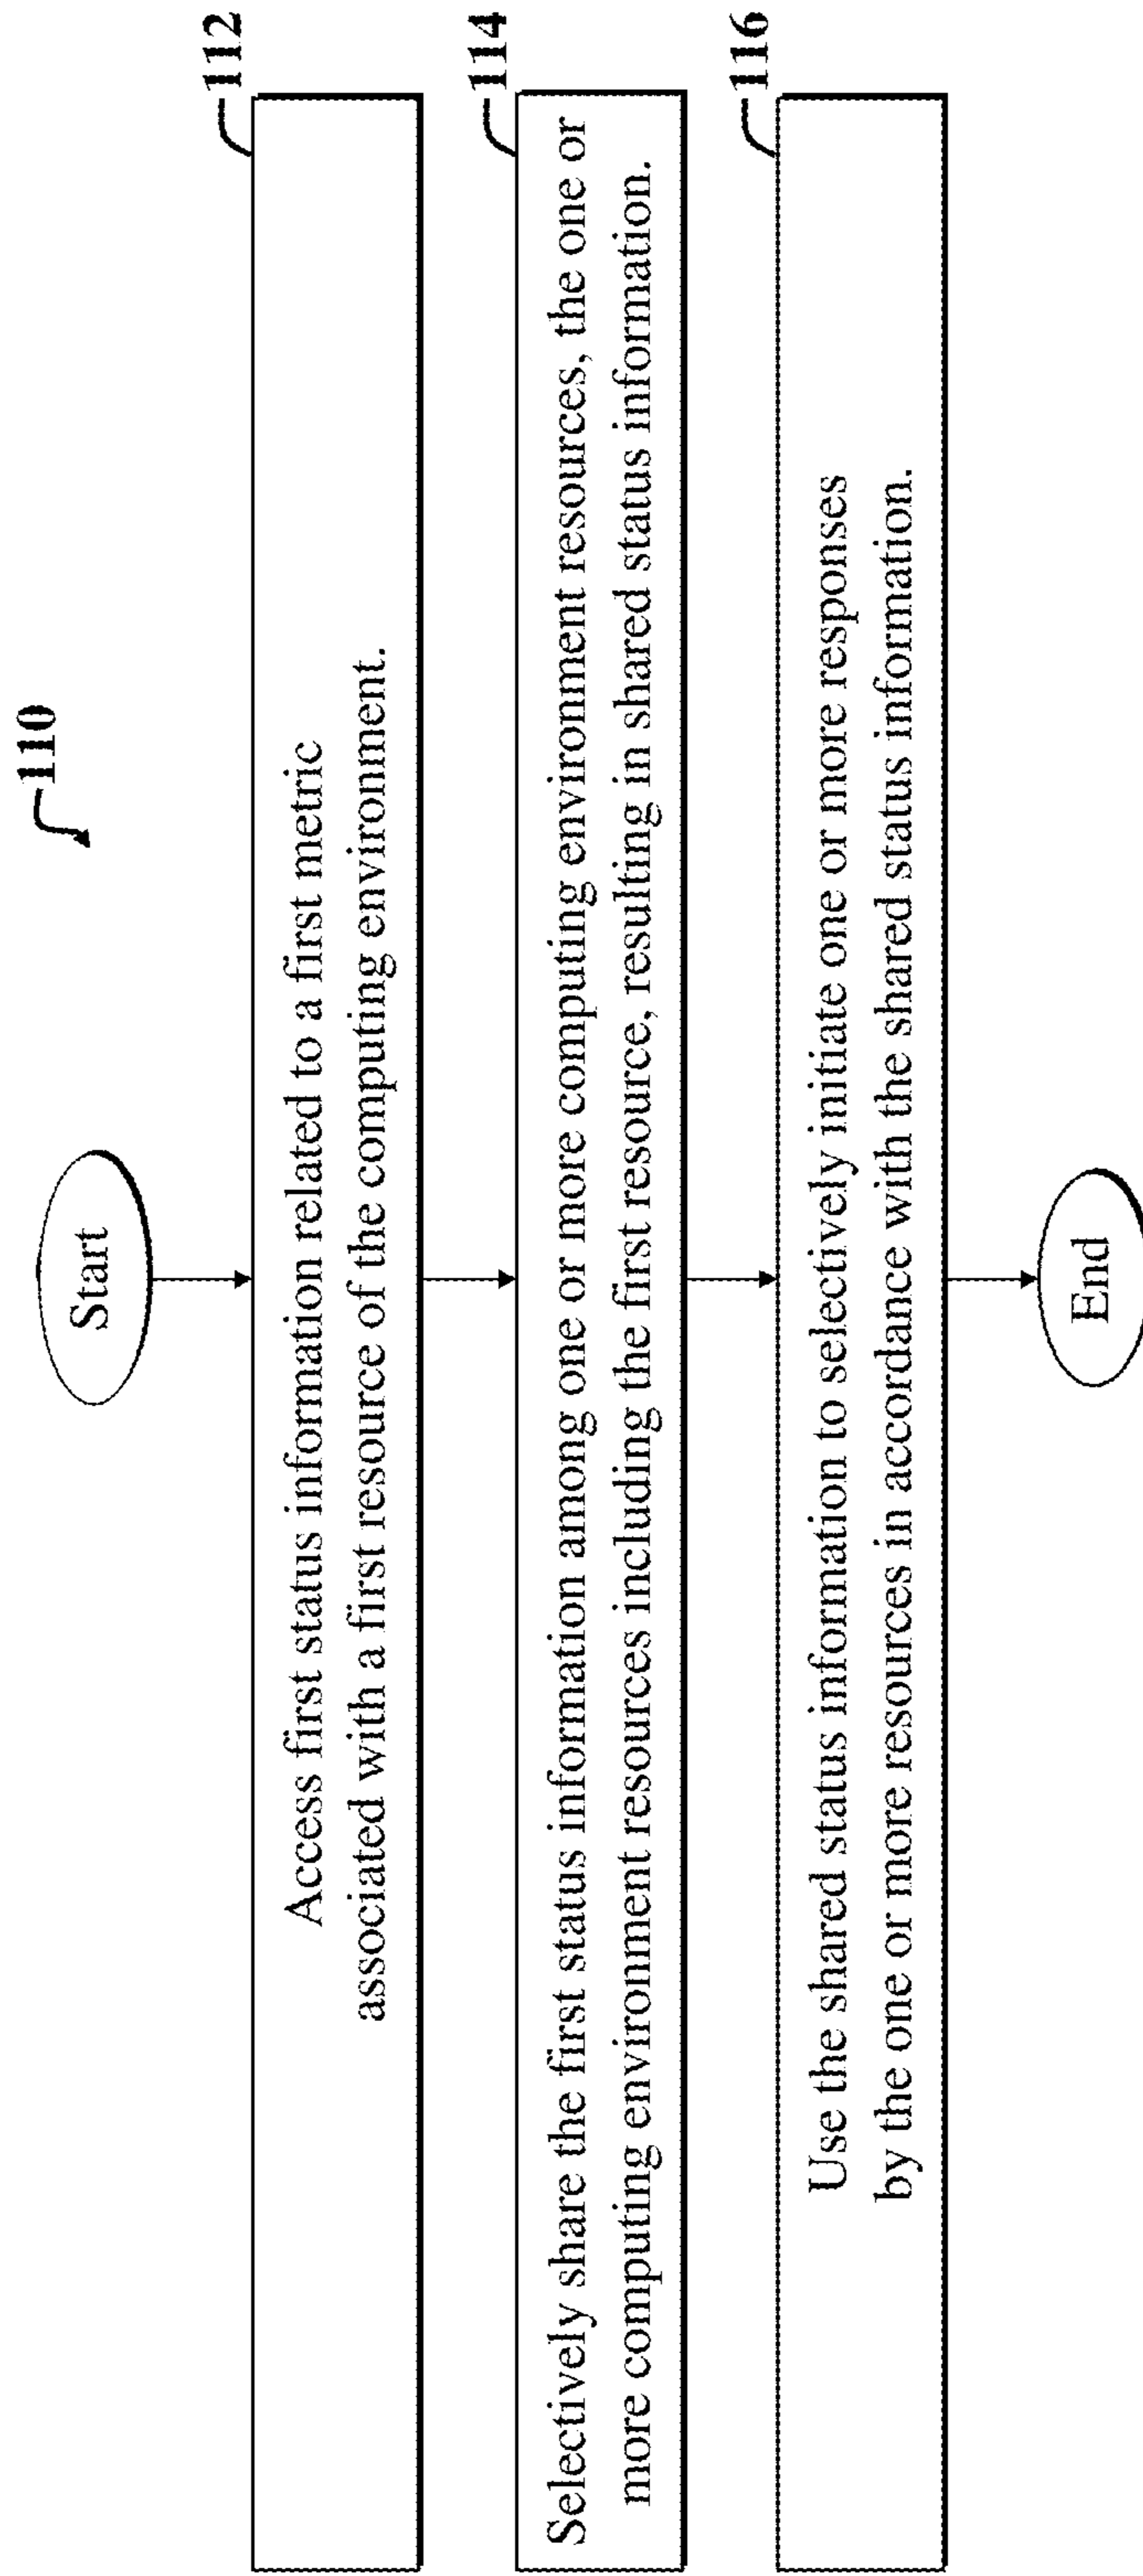 110
Start
112
Access first status information related to a first metric
associated with a first resource of the computing environment.
114
Selectively share the first status information among one or more computing environment resources, the one or
more computing environment resources including the first resource, resulting in shared status information.
116
Use the shared status information to selectively initiate one or more responses
by the one or more resources in accordance with the shared status information.
End